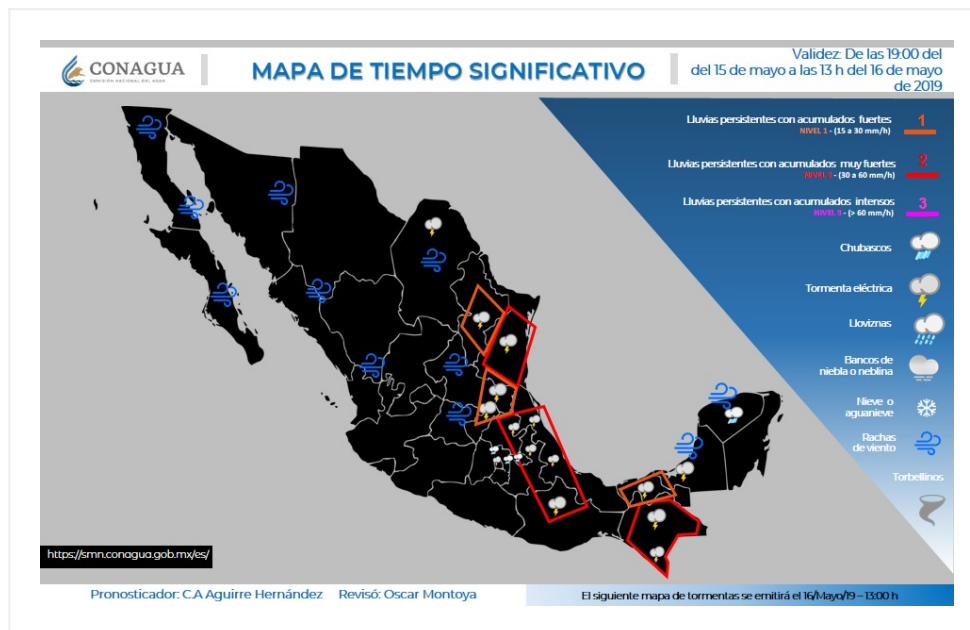 CONAGUA
COMISIÓN NACIONAL DEL AGUA
MAPA DE TIEMPO SIGNIFICATIVO
Validez: De las 19:00 del
del 15 de mayo a las 13 h del 16 de mayo
de 2019
Lluvias persistentes con acumulados fuertes
NIVEL 1 - (15 a 30 mm/h)
1
Lluvias persistentes con acumulados muy fuertes
NIVEL 2 - (30 a 60 mm/h)
2
Lluvias persistentes con acumulados intensos
NIVEL 3 - (> 60 mm/h)
3
Chubascos
Tormenta eléctrica
Lloviznas
Bancos de
niebla o neblina
Nieve o
aguanieve
Rachas
de viento
Torbellinos
https://smn.conagua.gob.mx/es/
Pronosticador: C.A Aguirre Hernández Revisó: Oscar Montoya
El siguiente mapa de tormentas se emitirá el 16/Mayo/19 – 13:00 h